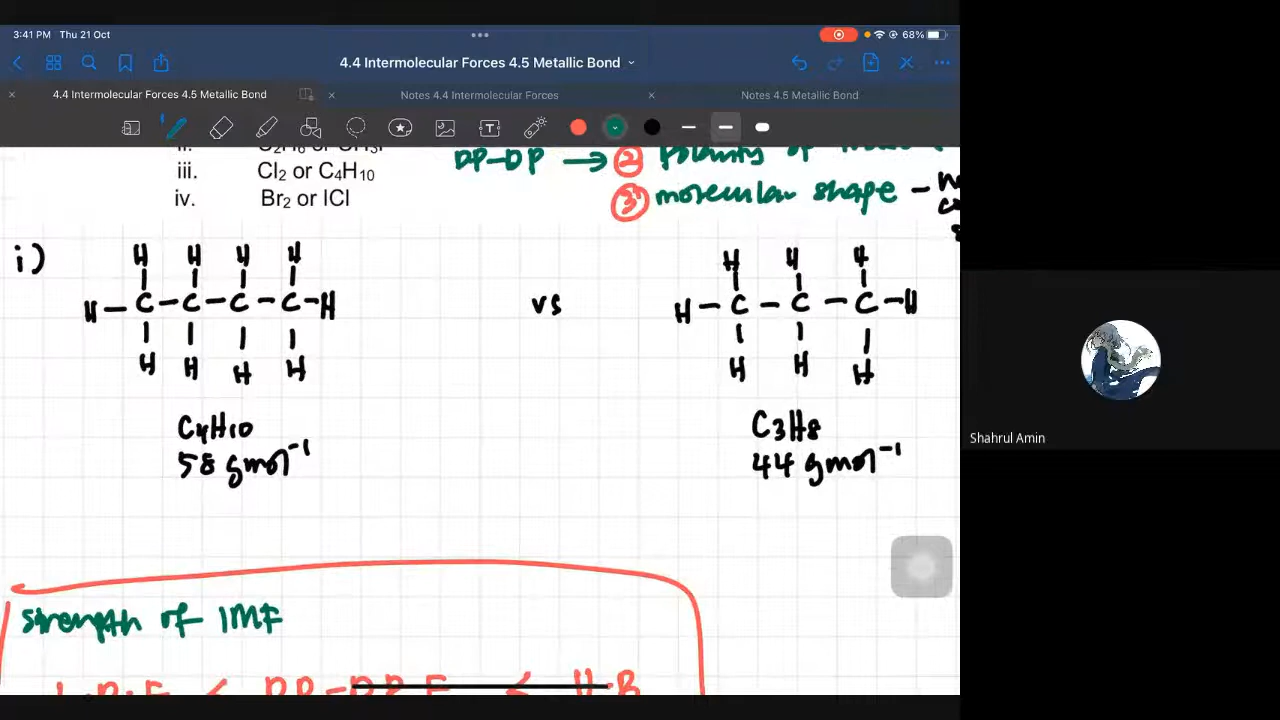 3:41 PM Thu 21 Oct
68%
4.4 Intermolecular Forces 4.5 Metallic Bond
4.4 Intermolecular Forces 4.5 Metallic Bond
Notes 4.4 Intermolecular Forces
Notes 4.5 Metallic Bond
DP-DP → 2 Polarity of
iii. Cl2 or C4H10
3 molecular shape -
iv. Br2 or ICl
i)
H H H H
H-C-C-C-C-H
H H H H
vs
H H H
H-C-C-C-H
H H H
C4H10
58 gmol⁻¹
C3H8
44 gmol⁻¹
Shahrul Amin
strength of IMF